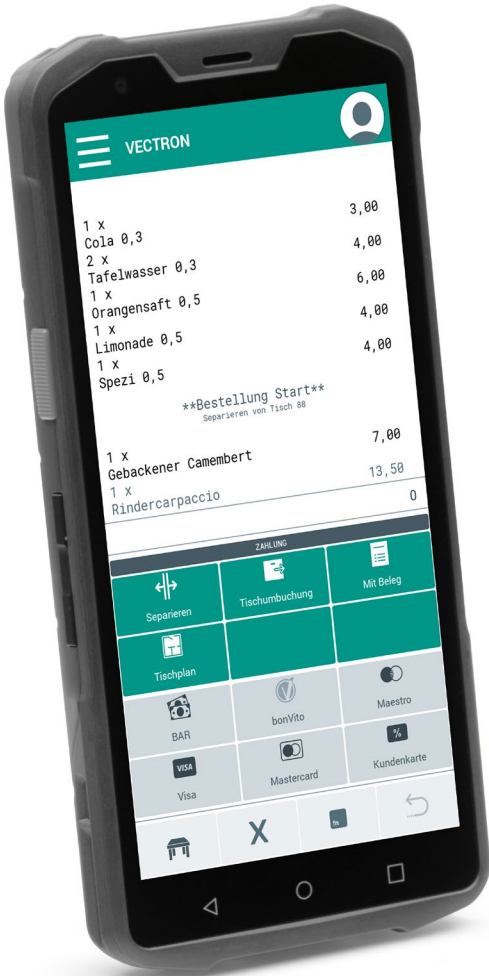 VECTRON
1 x
Cola 0,3 3,00
2 x
Tafelwasser 0,3 4,00
1 x
Orangensaft 0,5 6,00
1 x
Limonade 0,5 4,00
1 x
Spezi 0,5 4,00
**Bestellung Start**
Separieren von Tisch 88
1 x
Gebackener Camembert 7,00
1 x
Rindercarpaccio 13,50
0
ZAHLUNG
Separieren Tischumbuchung Mit Beleg
Tischplan
BAR bonVito Maestro
VISA %
Visa Mastercard Kundenkarte
X fn